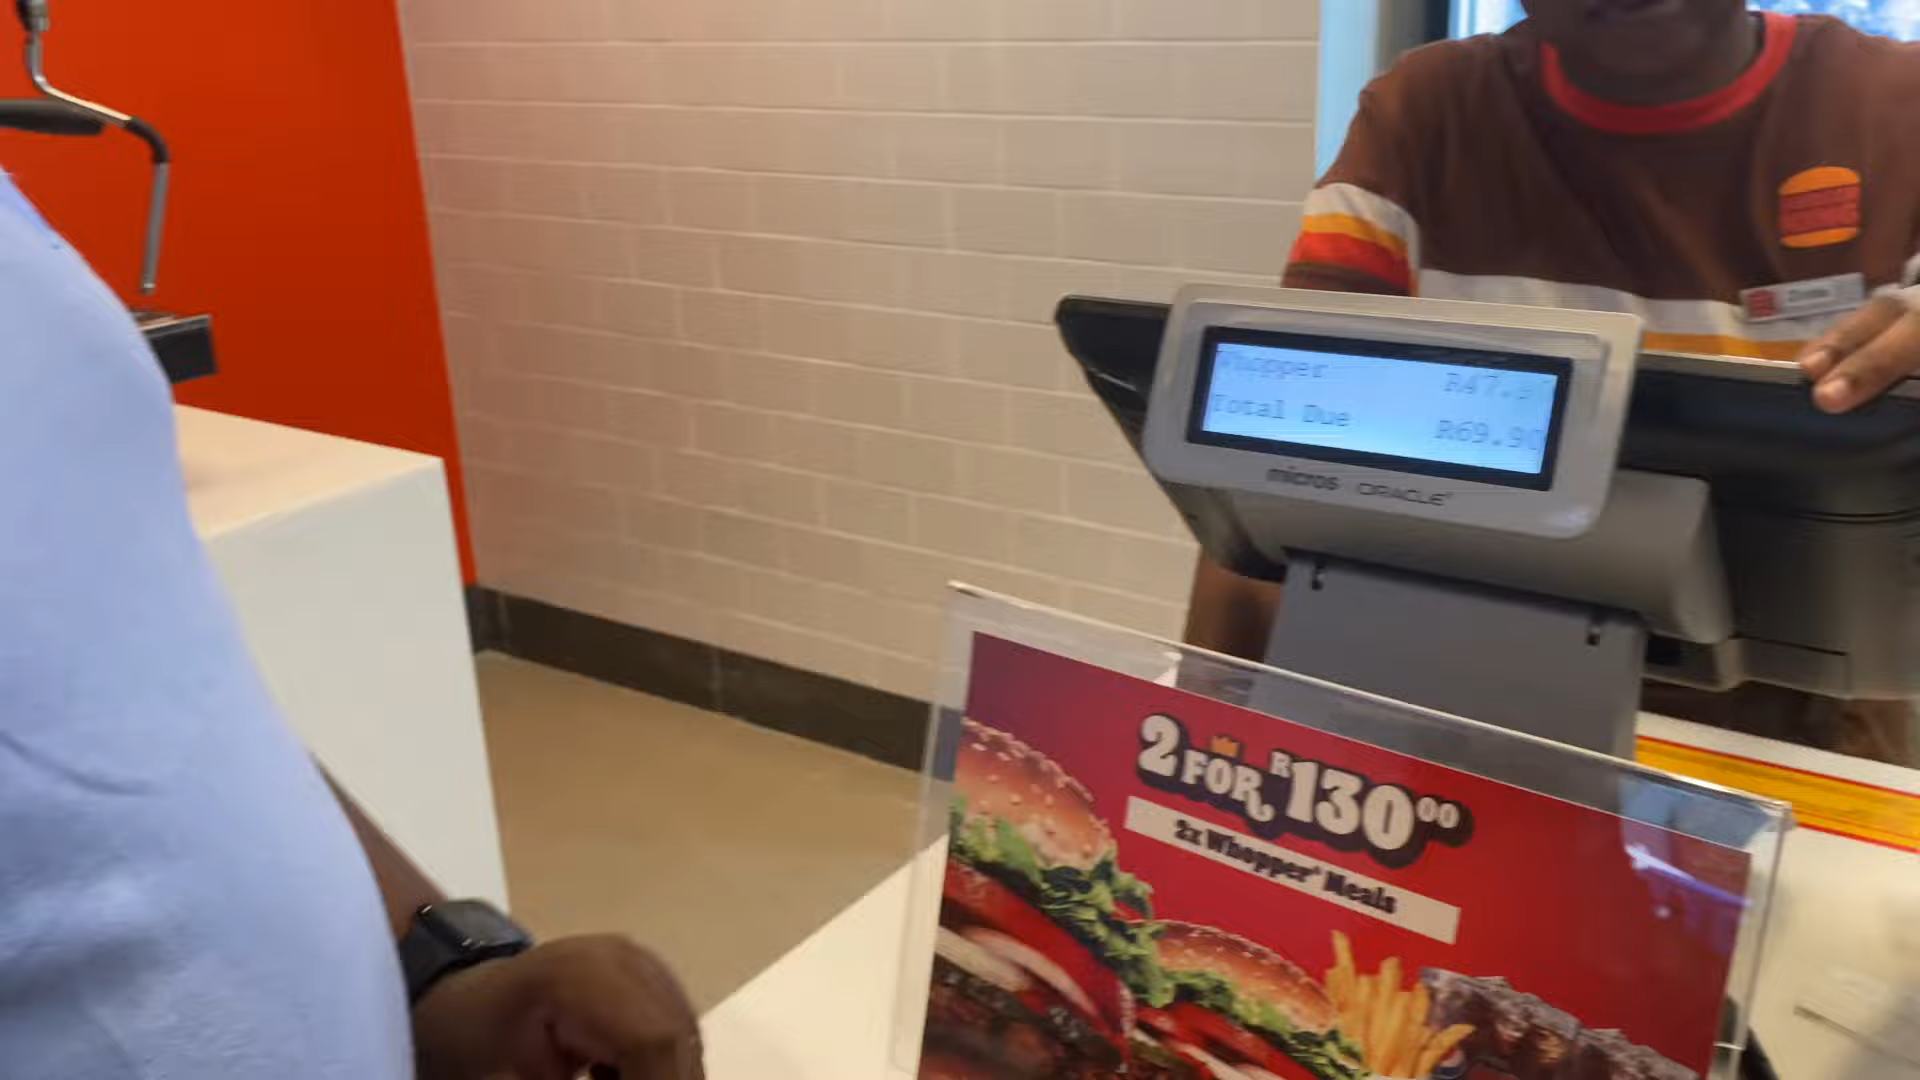 Whopper
Total Due R69.90
micros ORACLE
2 FOR R130⁰⁰
2x Whopper® Meals